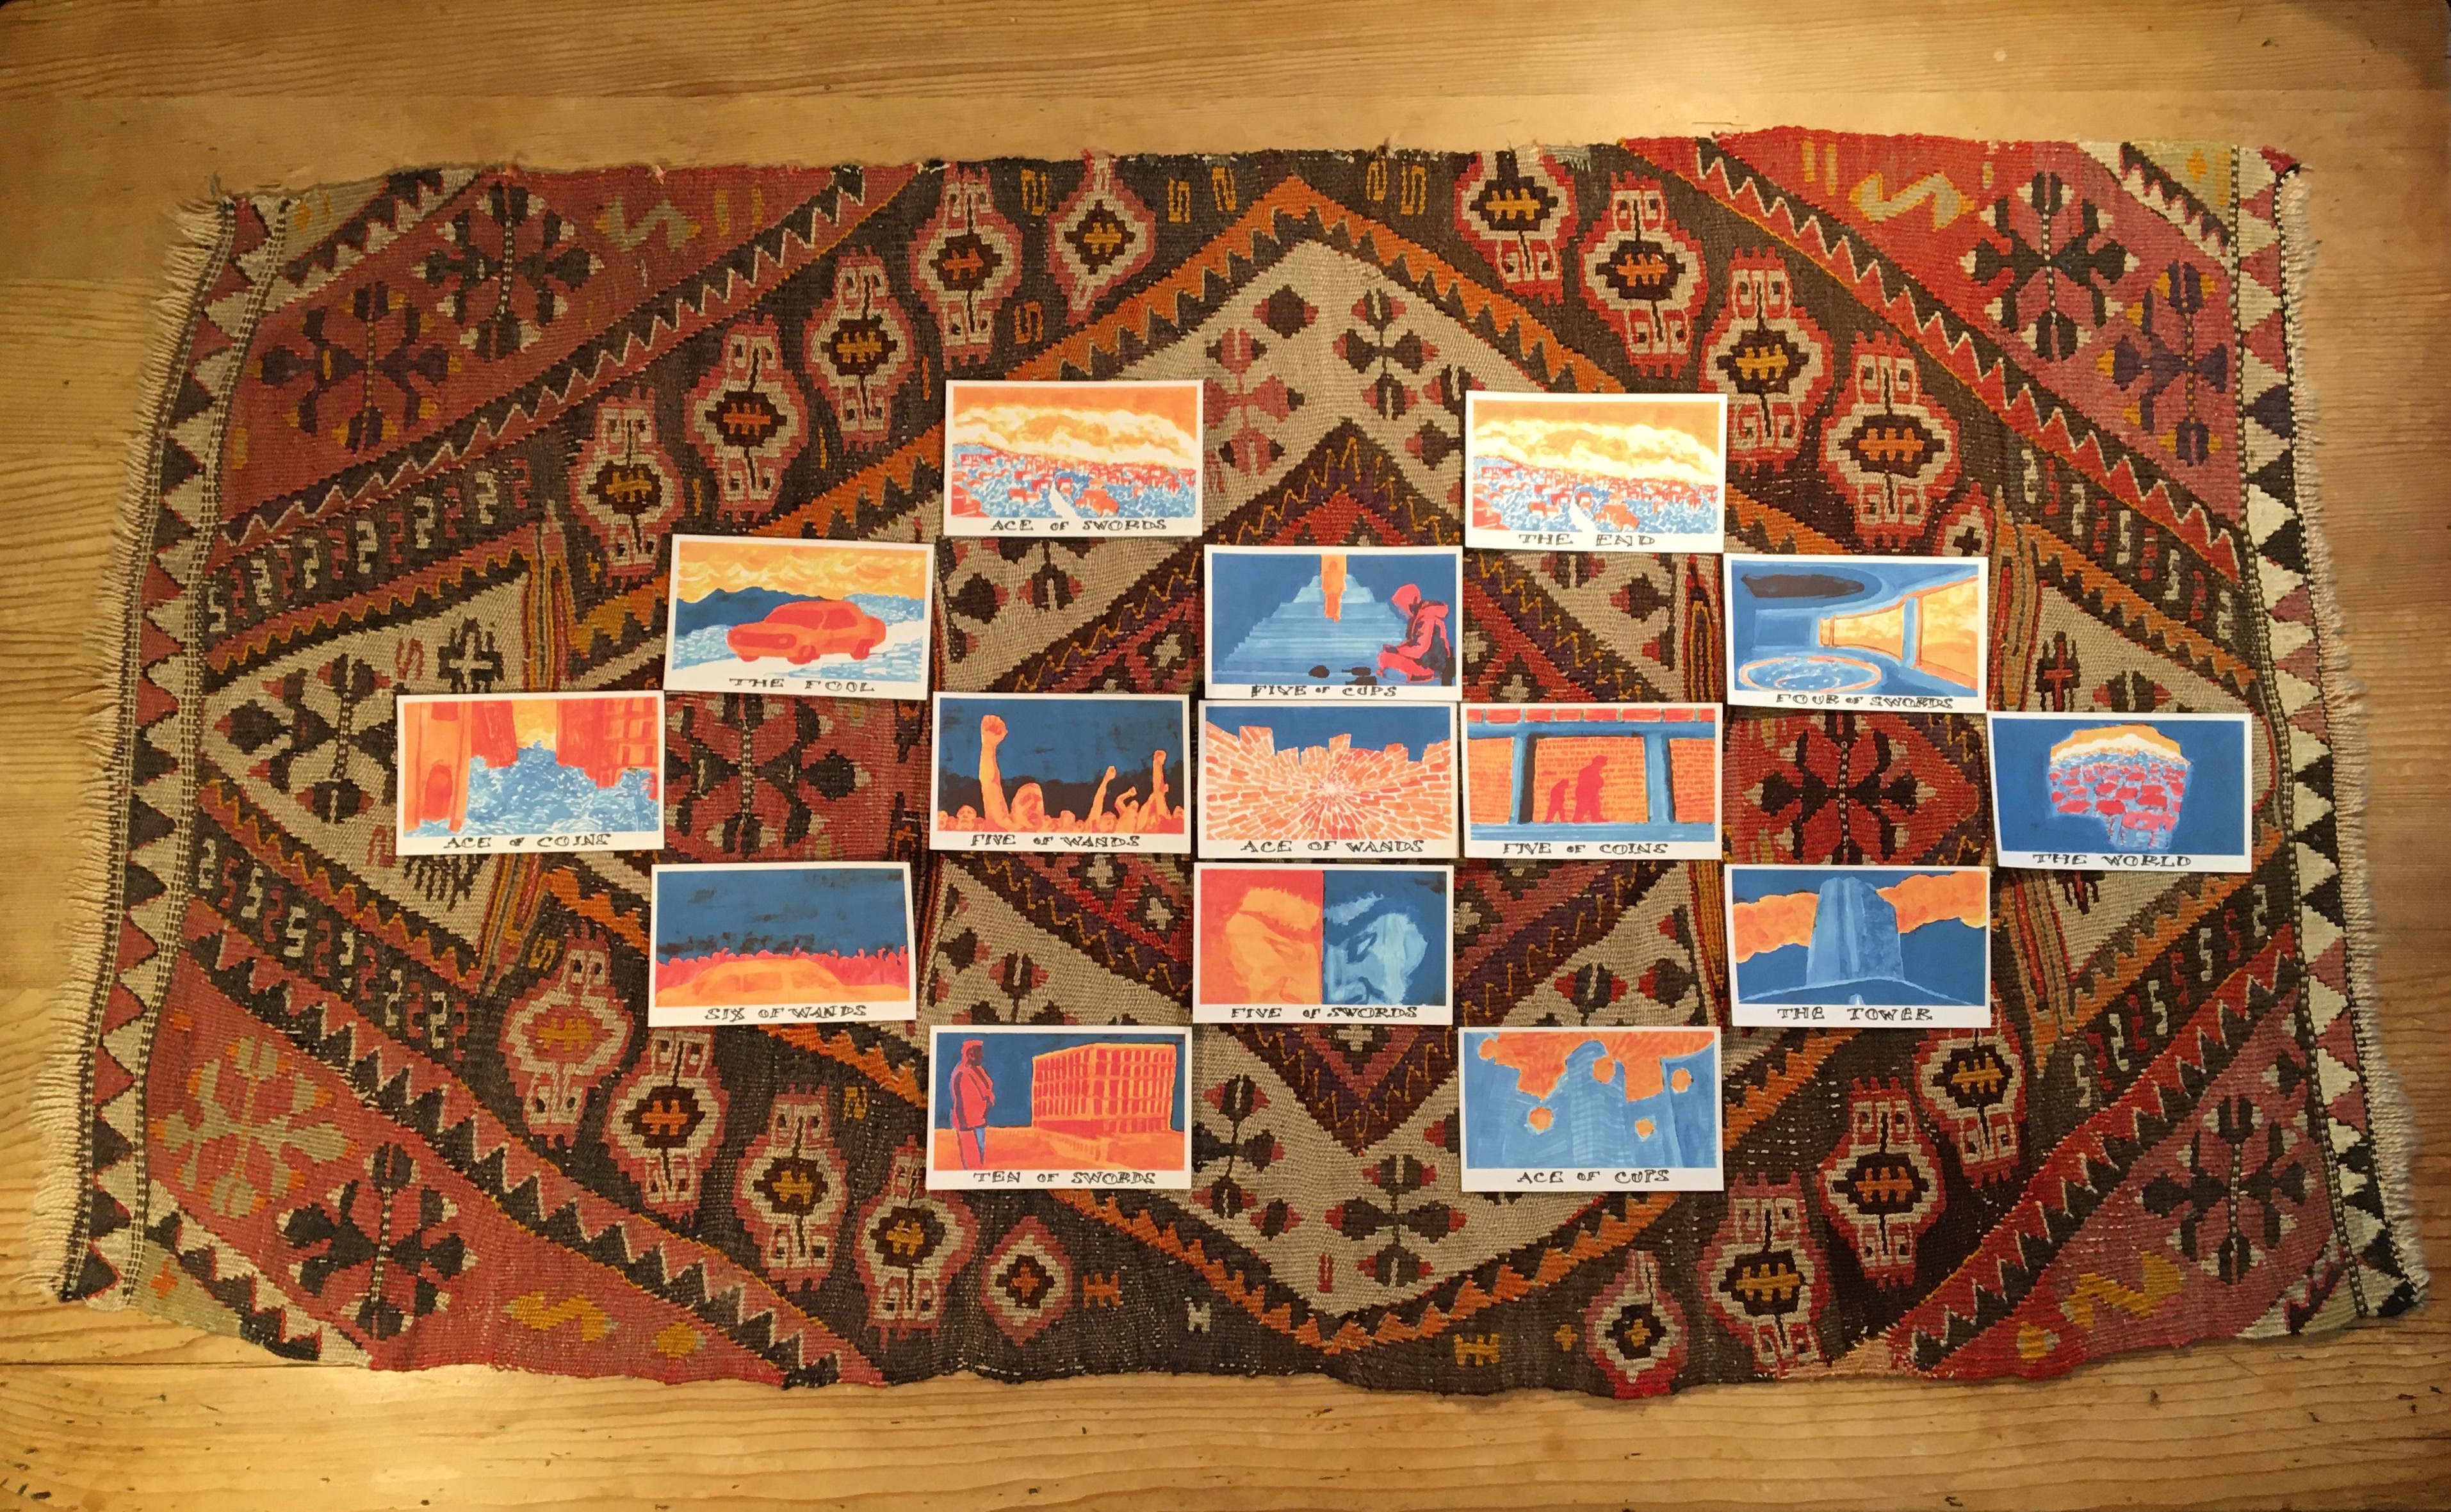 ACE OF SWORDS
THE END
THE FOOL
FIVE OF CUPS
FOUR OF SWORDS
ACE OF COINS
FIVE OF WANDS
ACE OF WANDS
FIVE OF COINS
THE WORLD
SIX OF WANDS
FIVE OF SWORDS
THE TOWER
TEN OF SWORDS
ACE OF CUPS